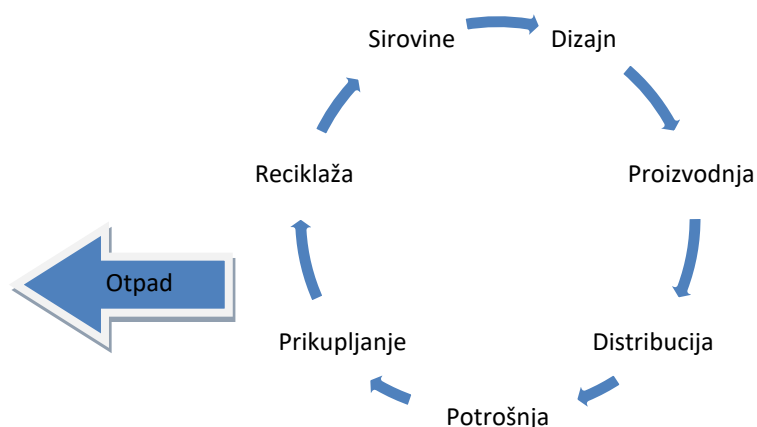 Sirovine
Dizajn
Reciklaža
Proizvodnja
Otpad
Prikupljanje
Distribucija
Potrošnja